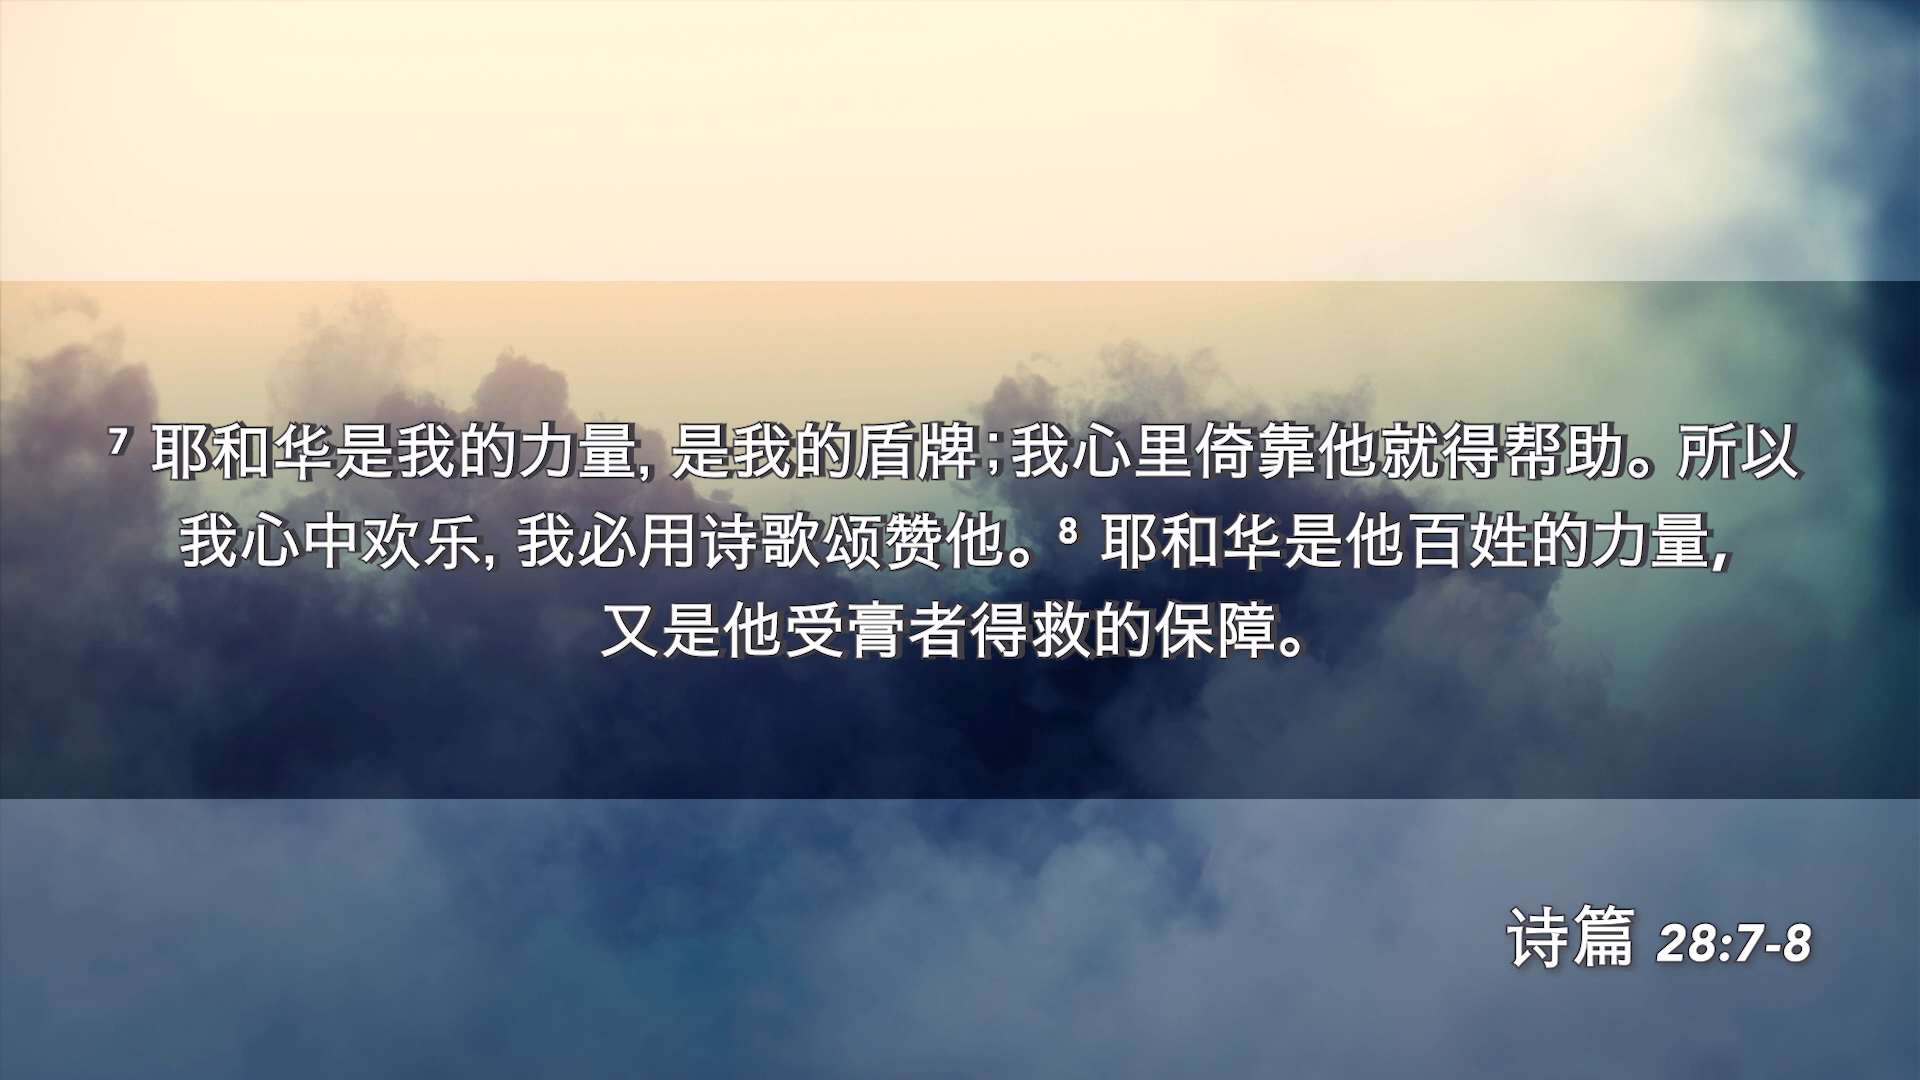 ⁷ 耶和华是我的力量, 是我的盾牌;我心里倚靠他就得帮助。所以
我心中欢乐, 我必用诗歌颂赞他。⁸ 耶和华是他百姓的力量,
又是他受膏者得救的保障。
诗篇 28:7-8